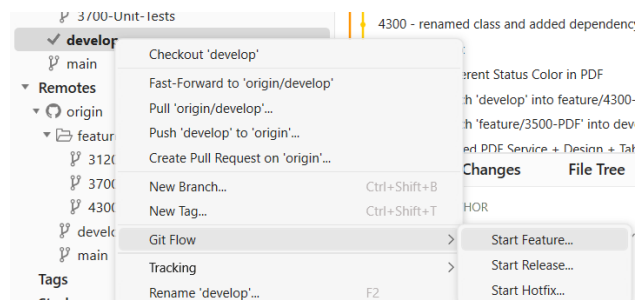 3700-Unit-Tests
develop
main
Remotes
origin
featur
3120
3700
4300
develo
main
Tags
Checkout 'develop'
Fast-Forward to 'origin/develop'
Pull 'origin/develop'...
Push 'develop' to 'origin'...
Create Pull Request on 'origin'...
New Branch... Ctrl+Shift+B
New Tag... Ctrl+Shift+T
Git Flow
Tracking
Rename 'develop'... F2
4300 - renamed class and added dependency
erent Status Color in PDF
h 'develop' into feature/4300-
h 'feature/3500-PDF' into deve
ed PDF Service + Design + Tab
Changes File Tree
HOR
Start Feature...
Start Release...
Start Hotfix...